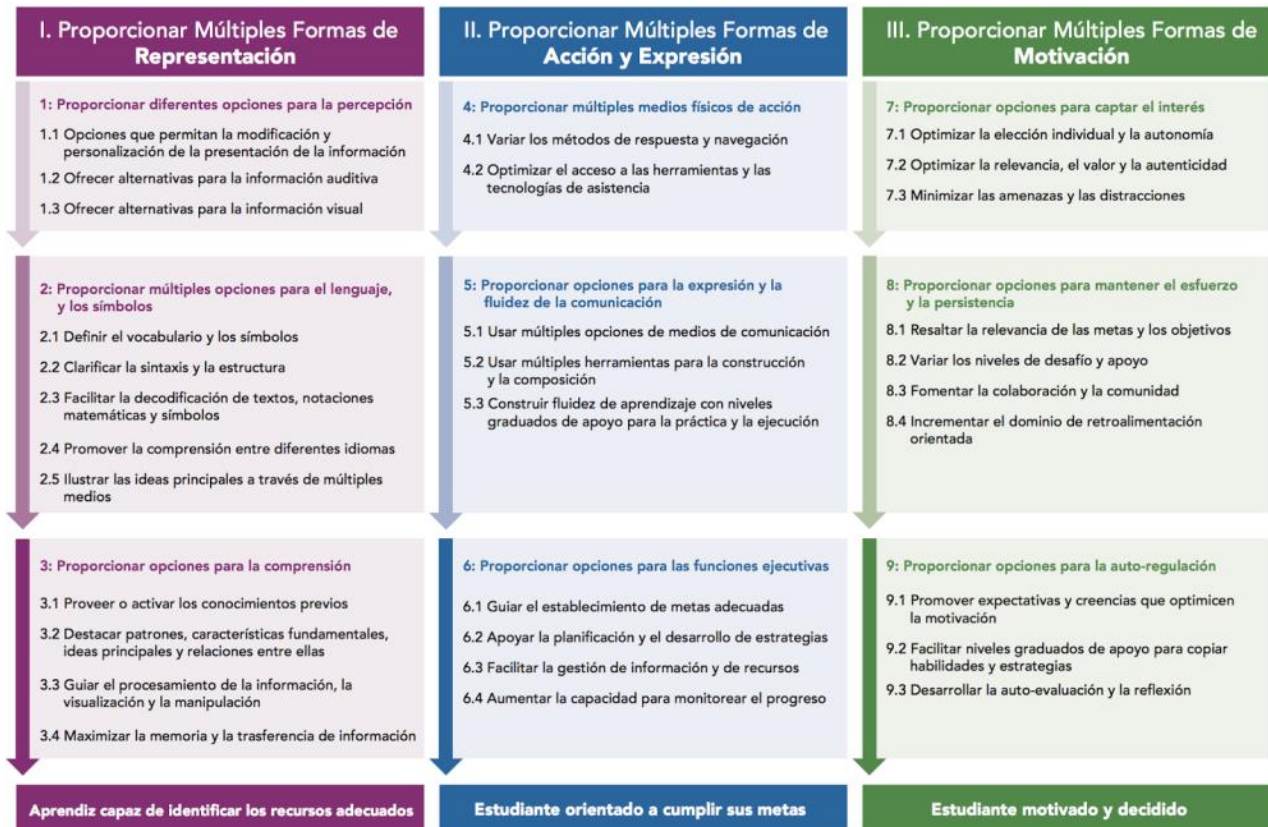 I. Proporcionar Múltiples Formas de
Representación
1: Proporcionar diferentes opciones para la percepción
1.1 Opciones que permitan la modificación y
personalización de la presentación de la información
1.2 Ofrecer alternativas para la información auditiva
1.3 Ofrecer alternativas para la información visual
2: Proporcionar múltiples opciones para el lenguaje,
y los símbolos
2.1 Definir el vocabulario y los símbolos
2.2 Clarificar la sintaxis y la estructura
2.3 Facilitar la decodificación de textos, notaciones
matemáticas y símbolos
2.4 Promover la comprensión entre diferentes idiomas
2.5 Ilustrar las ideas principales a través de múltiples
medios
3: Proporcionar opciones para la comprensión
3.1 Proveer o activar los conocimientos previos
3.2 Destacar patrones, características fundamentales,
ideas principales y relaciones entre ellas
3.3 Guiar el procesamiento de la información, la
visualización y la manipulación
3.4 Maximizar la memoria y la trasferencia de información
Aprendiz capaz de identificar los recursos adecuados
II. Proporcionar Múltiples Formas de
Acción y Expresión
4: Proporcionar múltiples medios físicos de acción
4.1 Variar los métodos de respuesta y navegación
4.2 Optimizar el acceso a las herramientas y las
tecnologías de asistencia
5: Proporcionar opciones para la expresión y la
fluidez de la comunicación
5.1 Usar múltiples opciones de medios de comunicación
5.2 Usar múltiples herramientas para la construcción
y la composición
5.3 Construir fluidez de aprendizaje con niveles
graduados de apoyo para la práctica y la ejecución
6: Proporcionar opciones para las funciones ejecutivas
6.1 Guiar el establecimiento de metas adecuadas
6.2 Apoyar la planificación y el desarrollo de estrategias
6.3 Facilitar la gestión de información y de recursos
6.4 Aumentar la capacidad para monitorear el progreso
Estudiante orientado a cumplir sus metas
III. Proporcionar Múltiples Formas de
Motivación
7: Proporcionar opciones para captar el interés
7.1 Optimizar la elección individual y la autonomía
7.2 Optimizar la relevancia, el valor y la autenticidad
7.3 Minimizar las amenazas y las distracciones
8: Proporcionar opciones para mantener el esfuerzo
y la persistencia
8.1 Resaltar la relevancia de las metas y los objetivos
8.2 Variar los niveles de desafío y apoyo
8.3 Fomentar la colaboración y la comunidad
8.4 Incrementar el dominio de retroalimentación
orientada
9: Proporcionar opciones para la auto-regulación
9.1 Promover expectativas y creencias que optimicen
la motivación
9.2 Facilitar niveles graduados de apoyo para copiar
habilidades y estrategias
9.3 Desarrollar la auto-evaluación y la reflexión
Estudiante motivado y decidido